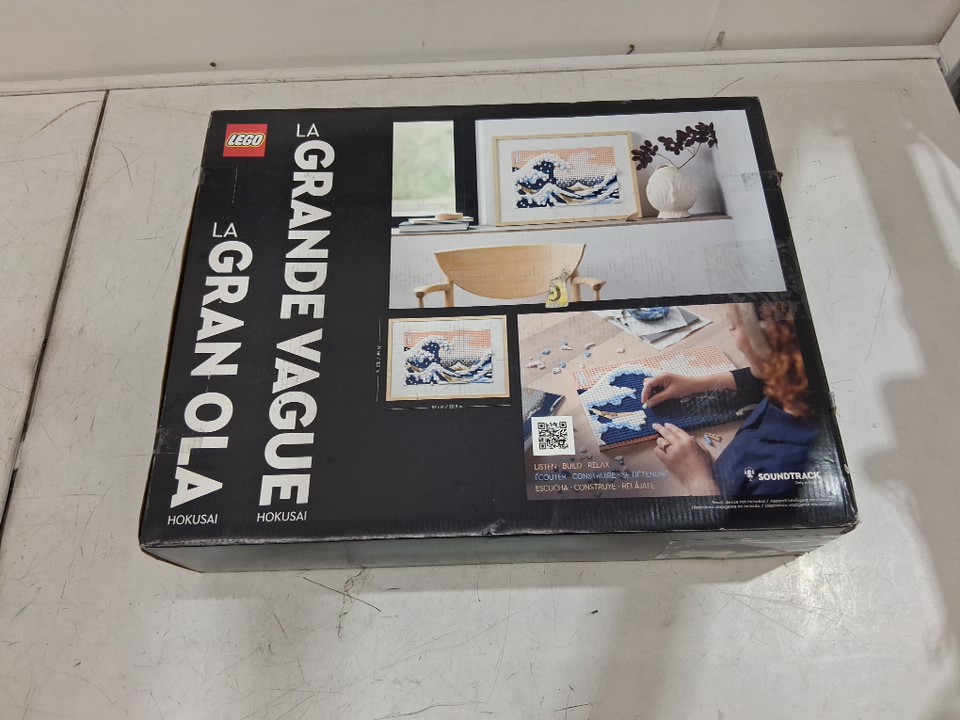 LEGO
LA
GRANDE VAGUE
HOKUSAI
LA
GRAN OLA
HOKUSAI
LISTEN · BUILD · RELAX
ÉCOUTER · CONSTRUIRE · SE DÉTENDRE
ESCUCHA · CONSTRUYE · RELÁJATE
SOUNDTRACK